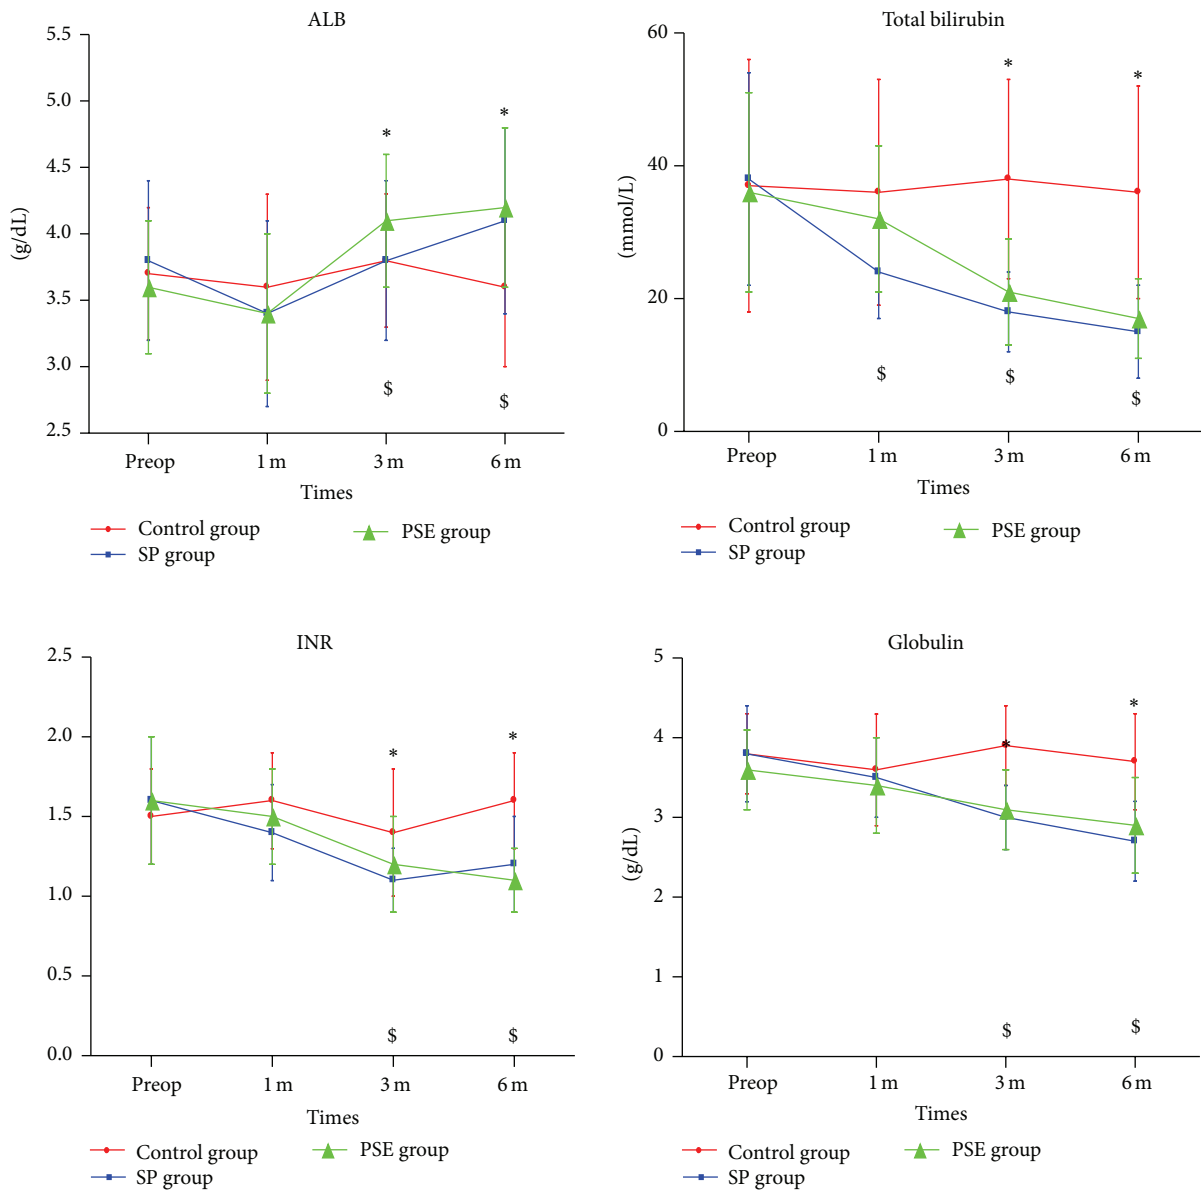 ALB
5.5
5.0
4.5
4.0
3.5
3.0
2.5
(g/dL)
*
*
$
$
Preop
1 m
3 m
6 m
Times
Control group
SP group
PSE group
Total bilirubin
60
40
20
0
(mmol/L)
*
*
$
$
$
Preop
1 m
3 m
6 m
Times
Control group
SP group
PSE group
INR
2.5
2.0
1.5
1.0
0.5
0.0
*
*
$
$
Preop
1 m
3 m
6 m
Times
Control group
SP group
PSE group
Globulin
5
4
3
2
1
0
(g/dL)
*
*
$
$
Preop
1 m
3 m
6 m
Times
Control group
SP group
PSE group